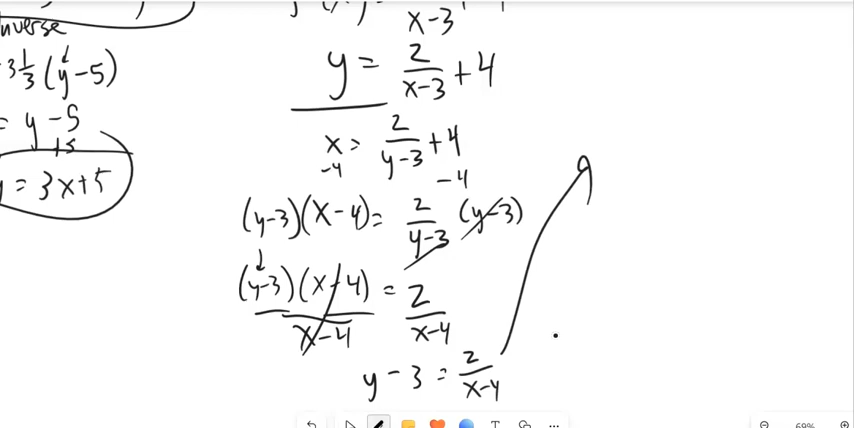 nverse
3 1/3 (y-5)
= y - 5
+5
= 3x+5
x-3
y = 2/(x-3) + 4
x = 2/(y-3) + 4
-4 -4
(y-3)(x-4) = 2/(y-3) (y-3)
(y-3)(x-4) = 2
x-4 x-4
y - 3 = 2/(x-4)
T ...
69%